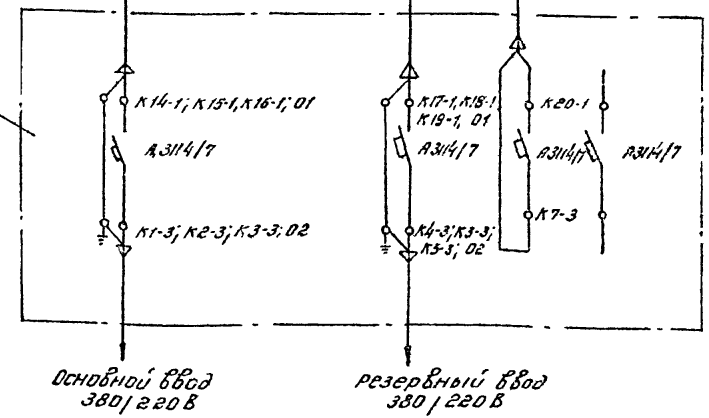 К14-1; К15-1, К16-1; 01
А3114/7
К1-3; К2-3; К3-3; 02
Основной ввод
380/220 В
К17-1, К18-1
К19-1, 01
А3114/7
К4-3; К3-3;
К5-3; 02
Резервный ввод
380/220 В
К20-1
А3114/7
К7-3
А3114/7